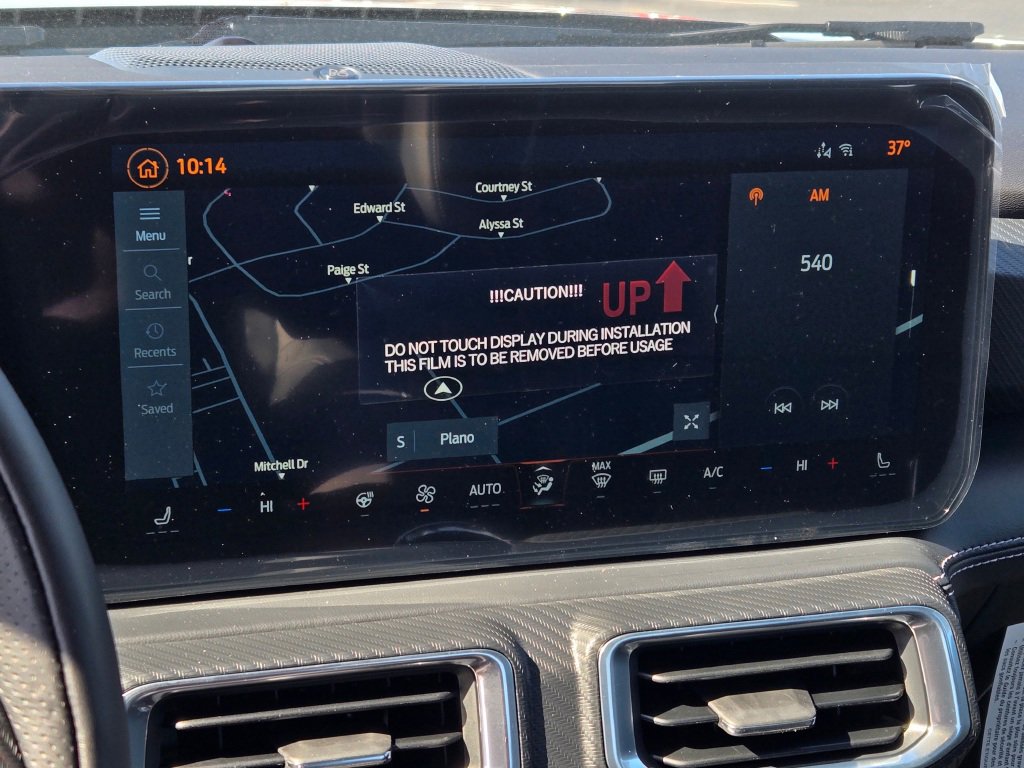 10:14
37°
Menu
Search
Recents
Saved
Courtney St
Edward St
Alyssa St
Paige St
Mitchell Dr
!!!CAUTION!!!
UP
DO NOT TOUCH DISPLAY DURING INSTALLATION
THIS FILM IS TO BE REMOVED BEFORE USAGE
S
Plano
AM
540
HI
AUTO
MAX
A/C
HI